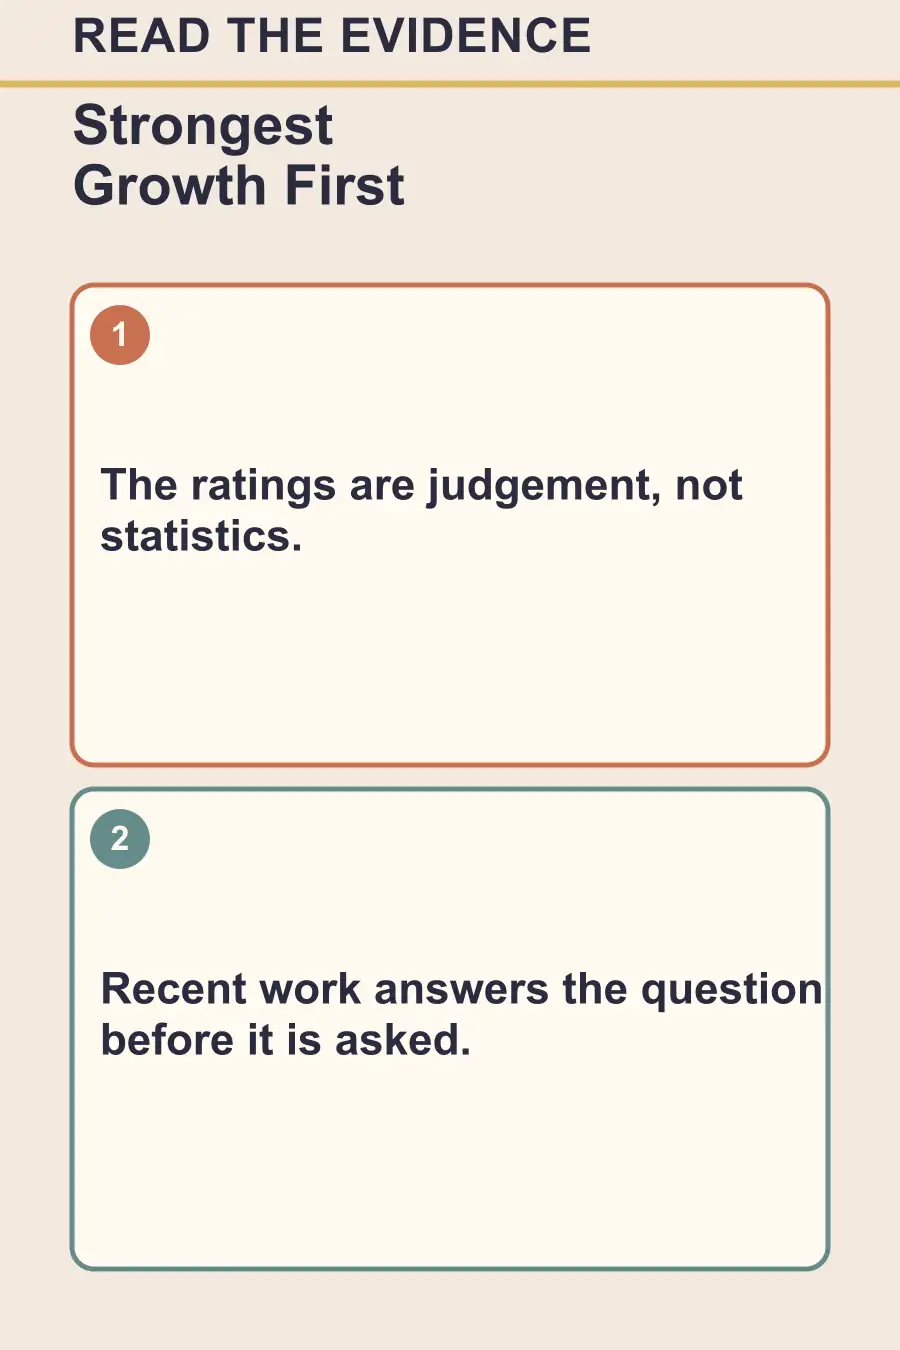 READ THE EVIDENCE
Strongest
Growth First
1
The ratings are judgement, not
statistics.
2
Recent work answers the question
before it is asked.